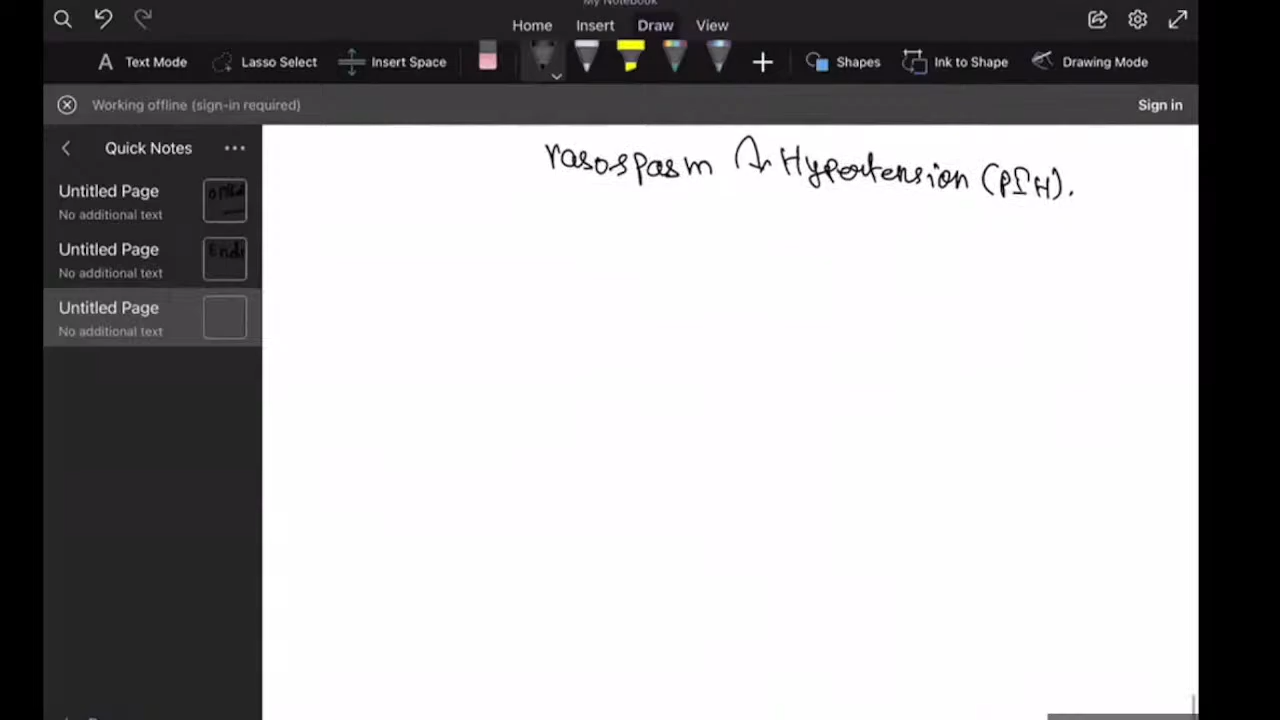 My Notebook
Home Insert Draw View
Text Mode Lasso Select Insert Space Shapes Ink to Shape Drawing Mode
Working offline (sign-in required) Sign in
Quick Notes
Untitled Page
No additional text
Untitled Page
No additional text
Untitled Page
No additional text
vasospasm in Hypertension (PIH).